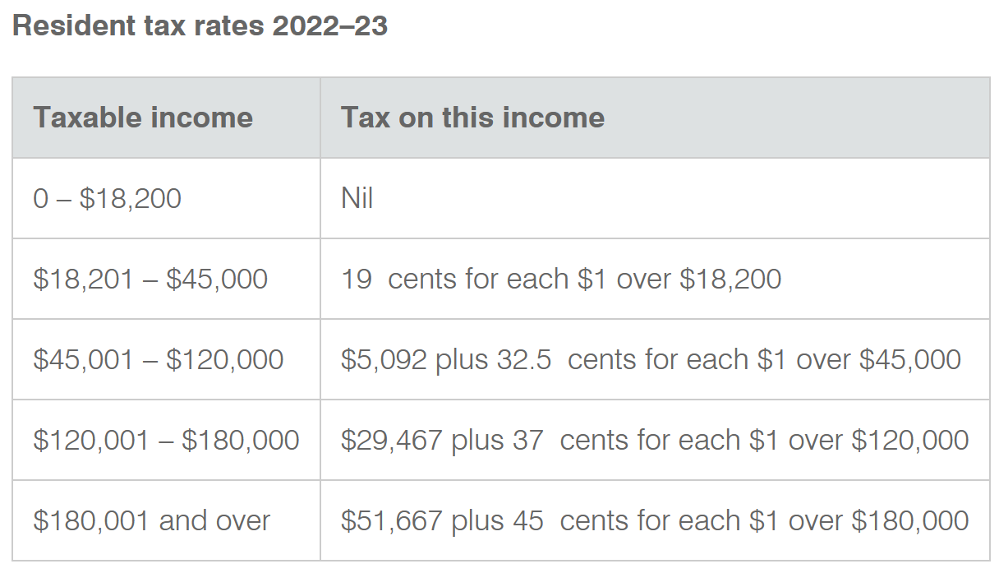 Resident tax rates 2022–23
Taxable income Tax on this income
0 – $18,200 Nil
$18,201 – $45,000 19 cents for each $1 over $18,200
$45,001 – $120,000 $5,092 plus 32.5 cents for each $1 over $45,000
$120,001 – $180,000 $29,467 plus 37 cents for each $1 over $120,000
$180,001 and over $51,667 plus 45 cents for each $1 over $180,000